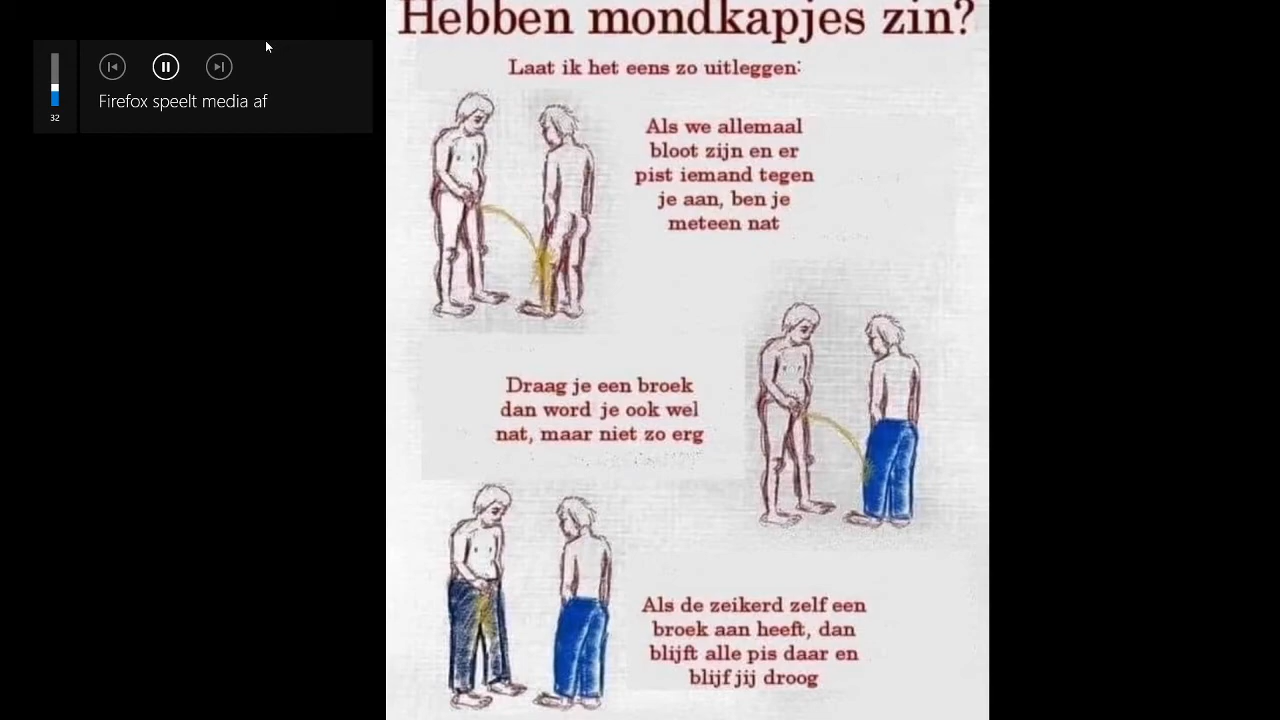 Hebben mondkapjes zin?
Laat ik het eens zo uitleggen:
Firefox speelt media af
32
Als we allemaal
bloot zijn en er
pist iemand tegen
je aan, ben je
meteen nat
Draag je een broek
dan word je ook wel
nat, maar niet zo erg
Als de zeikerd zelf een
broek aan heeft, dan
blijft alle pis daar en
blijf jij droog